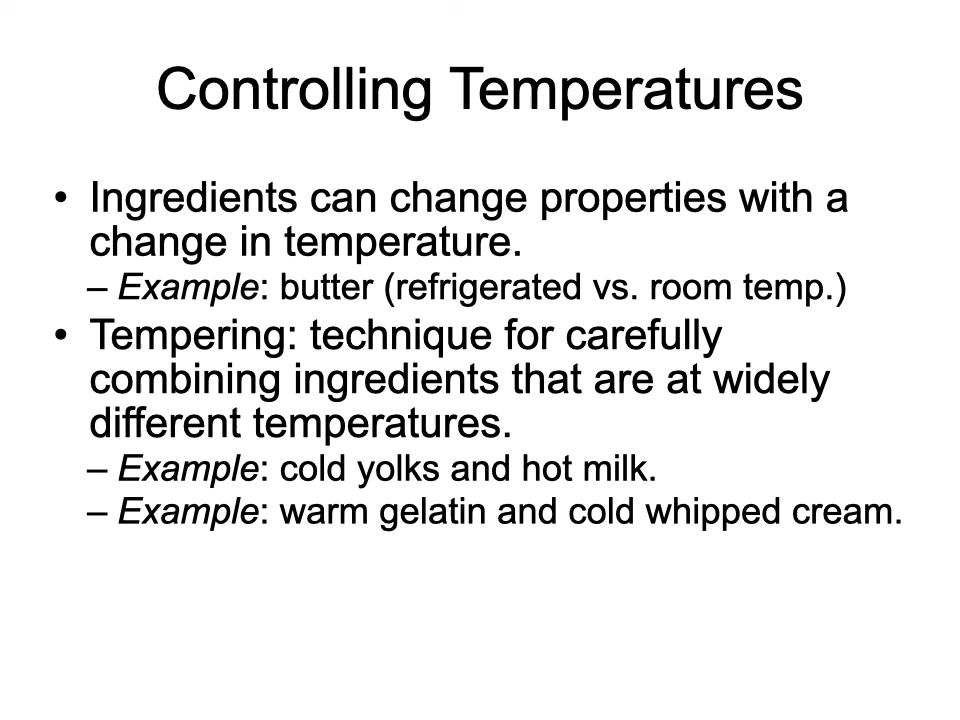 Controlling Temperatures
• Ingredients can change properties with a
change in temperature.
– Example: butter (refrigerated vs. room temp.)
• Tempering: technique for carefully
combining ingredients that are at widely
different temperatures.
– Example: cold yolks and hot milk.
– Example: warm gelatin and cold whipped cream.